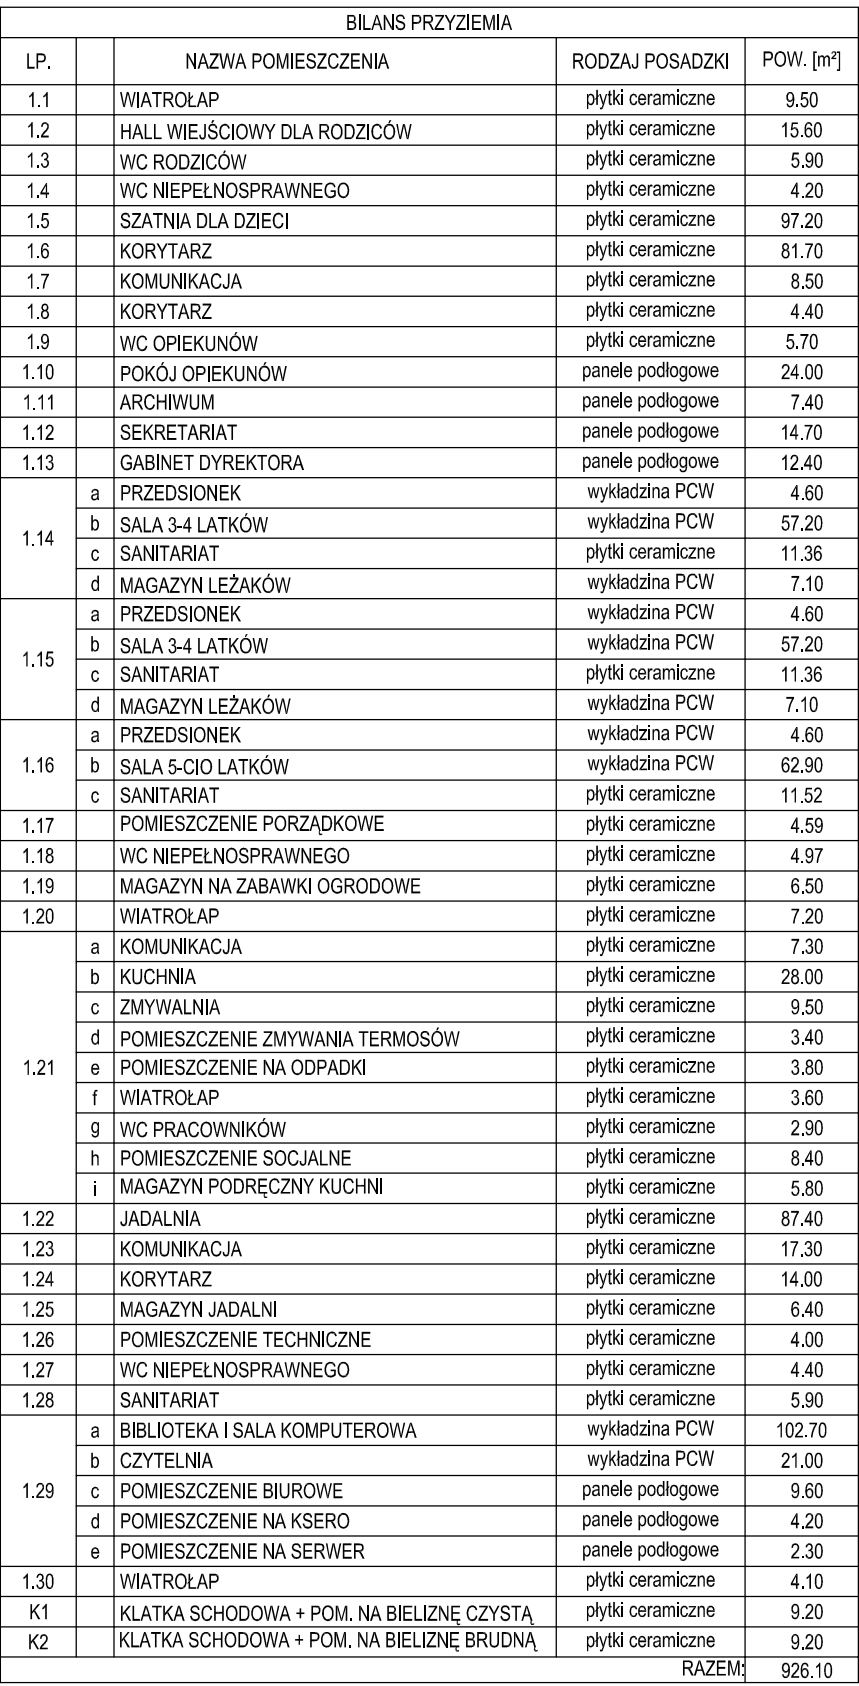 BILANS PRZYZIEMIA
LP. NAZWA POMIESZCZENIA RODZAJ POSADZKI POW. [m²]
1.1 WIATROŁAP płytki ceramiczne 9.50
1.2 HALL WIEJŚCIOWY DLA RODZICÓW płytki ceramiczne 15.60
1.3 WC RODZICÓW płytki ceramiczne 5.90
1.4 WC NIEPEŁNOSPRAWNEGO płytki ceramiczne 4.20
1.5 SZATNIA DLA DZIECI płytki ceramiczne 97.20
1.6 KORYTARZ płytki ceramiczne 81.70
1.7 KOMUNIKACJA płytki ceramiczne 8.50
1.8 KORYTARZ płytki ceramiczne 4.40
1.9 WC OPIEKUNÓW płytki ceramiczne 5.70
1.10 POKÓJ OPIEKUNÓW panele podłogowe 24.00
1.11 ARCHIWUM panele podłogowe 7.40
1.12 SEKRETARIAT panele podłogowe 14.70
1.13 GABINET DYREKTORA panele podłogowe 12.40
1.14 a PRZEDSIONEK wykładzina PCW 4.60
b SALA 3-4 LATKÓW wykładzina PCW 57.20
c SANITARIAT płytki ceramiczne 11.36
d MAGAZYN LEŻAKÓW wykładzina PCW 7.10
1.15 a PRZEDSIONEK wykładzina PCW 4.60
b SALA 3-4 LATKÓW wykładzina PCW 57.20
c SANITARIAT płytki ceramiczne 11.36
d MAGAZYN LEŻAKÓW wykładzina PCW 7.10
1.16 a PRZEDSIONEK wykładzina PCW 4.60
b SALA 5-CIO LATKÓW wykładzina PCW 62.90
c SANITARIAT płytki ceramiczne 11.52
1.17 POMIESZCZENIE PORZĄDKOWE płytki ceramiczne 4.59
1.18 WC NIEPEŁNOSPRAWNEGO płytki ceramiczne 4.97
1.19 MAGAZYN NA ZABAWKI OGRODOWE płytki ceramiczne 6.50
1.20 WIATROŁAP płytki ceramiczne 7.20
1.21 a KOMUNIKACJA płytki ceramiczne 7.30
b KUCHNIA płytki ceramiczne 28.00
c ZMYWALNIA płytki ceramiczne 9.50
d POMIESZCZENIE ZMYWANIA TERMOSÓW płytki ceramiczne 3.40
e POMIESZCZENIE NA ODPADKI płytki ceramiczne 3.80
f WIATROŁAP płytki ceramiczne 3.60
g WC PRACOWNIKÓW płytki ceramiczne 2.90
h POMIESZCZENIE SOCJALNE płytki ceramiczne 8.40
i MAGAZYN PODRĘCZNY KUCHNI płytki ceramiczne 5.80
1.22 JADALNIA płytki ceramiczne 87.40
1.23 KOMUNIKACJA płytki ceramiczne 17.30
1.24 KORYTARZ płytki ceramiczne 14.00
1.25 MAGAZYN JADALNI płytki ceramiczne 6.40
1.26 POMIESZCZENIE TECHNICZNE płytki ceramiczne 4.00
1.27 WC NIEPEŁNOSPRAWNEGO płytki ceramiczne 4.40
1.28 SANITARIAT płytki ceramiczne 5.90
1.29 a BIBLIOTEKA I SALA KOMPUTEROWA wykładzina PCW 102.70
b CZYTELNIA wykładzina PCW 21.00
c POMIESZCZENIE BIUROWE panele podłogowe 9.60
d POMIESZCZENIE NA KSERO panele podłogowe 4.20
e POMIESZCZENIE NA SERWER panele podłogowe 2.30
1.30 WIATROŁAP płytki ceramiczne 4.10
K1 KLATKA SCHODOWA + POM. NA BIELIZNĘ CZYSTĄ płytki ceramiczne 9.20
K2 KLATKA SCHODOWA + POM. NA BIELIZNĘ BRUDNĄ płytki ceramiczne 9.20
RAZEM: 926.10